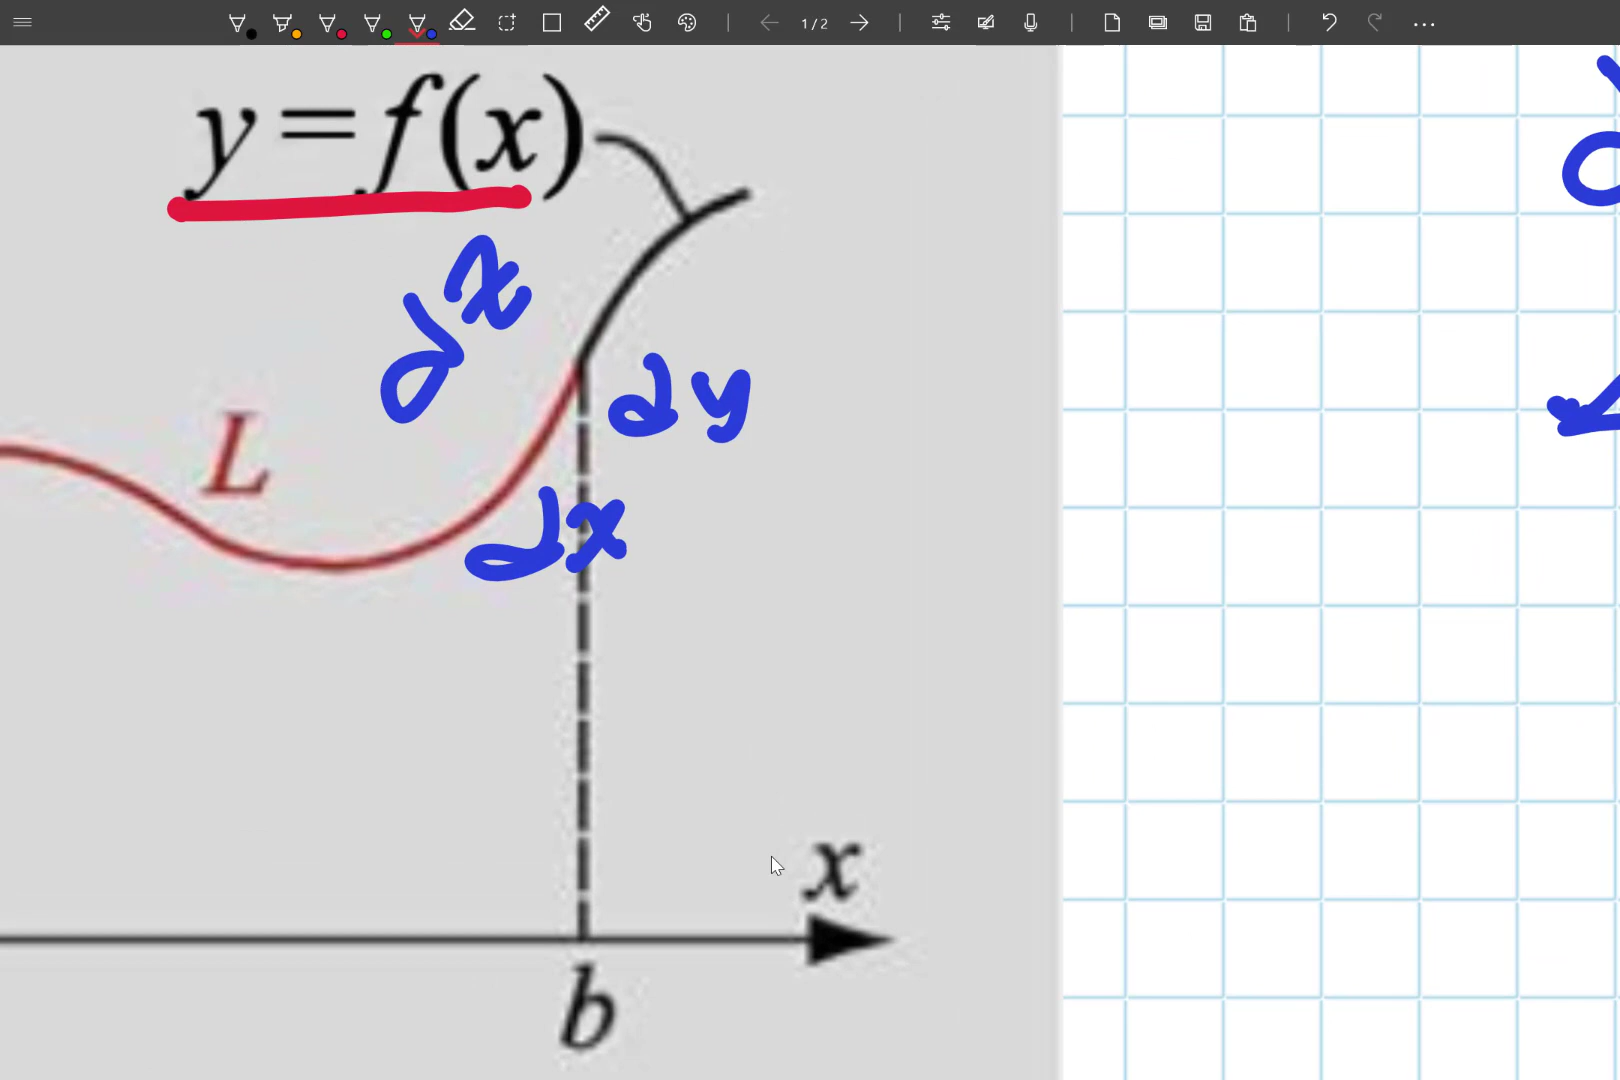 1/2
y = f(x)
dx
dy
L
dx
x
b